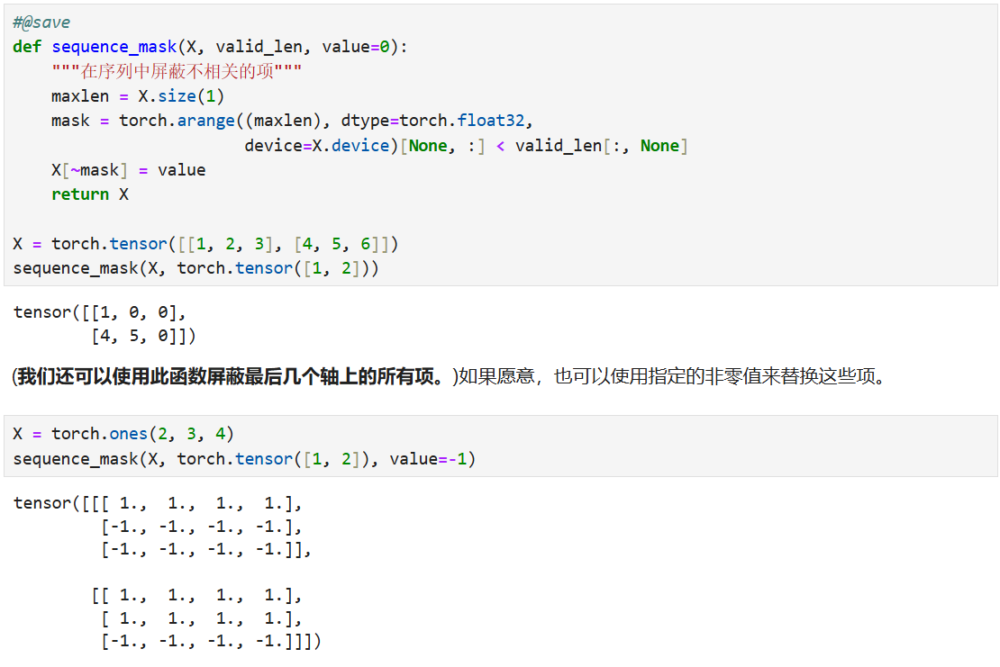 #@save
def sequence_mask(X, valid_len, value=0):
    """在序列中屏蔽不相关的项"""
    maxlen = X.size(1)
    mask = torch.arange((maxlen), dtype=torch.float32,
                        device=X.device)[None, :] < valid_len[:, None]
    X[~mask] = value
    return X
X = torch.tensor([[1, 2, 3], [4, 5, 6]])
sequence_mask(X, torch.tensor([1, 2]))
tensor([[1, 0, 0],
        [4, 5, 0]])
(我们还可以使用此函数屏蔽最后几个轴上的所有项。)如果愿意，也可以使用指定的非零值来替换这些项。
X = torch.ones(2, 3, 4)
sequence_mask(X, torch.tensor([1, 2]), value=-1)
tensor([[[ 1.,  1.,  1.,  1.],
         [-1., -1., -1., -1.],
         [-1., -1., -1., -1.]],
        [[ 1.,  1.,  1.,  1.],
         [ 1.,  1.,  1.,  1.],
         [-1., -1., -1., -1.]]])